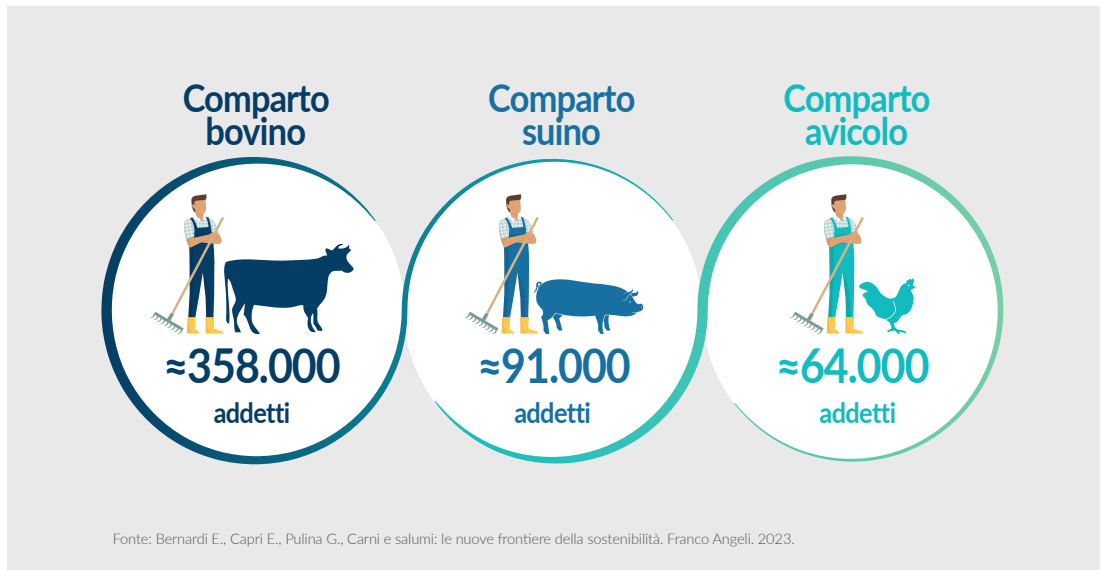 Comparto
bovino
Comparto
suino
Comparto
avicolo
≈358.000
addetti
≈91.000
addetti
≈64.000
addetti
Fonte: Bernardi E., Capri E., Pulina G., Carni e salumi: le nuove frontiere della sostenibilità. Franco Angeli. 2023.